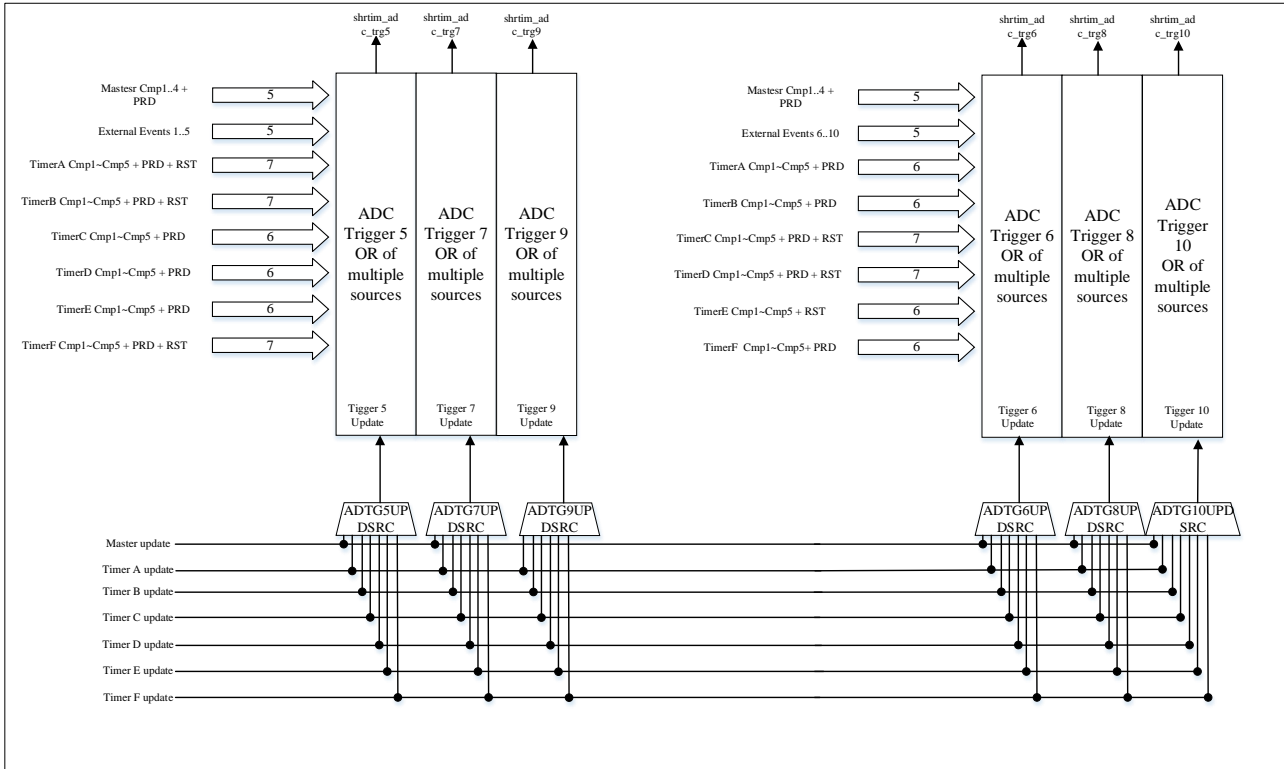 shrtim_ad
c_trg5
shrtim_ad
c_trg7
shrtim_ad
c_trg9
shrtim_ad
c_trg6
shrtim_ad
c_trg8
shrtim_ad
c_trg10
Mastesr Cmp1..4 +
PRD
5
External Events 1..5
5
TimerA Cmp1~Cmp5 + PRD + RST
7
TimerB Cmp1~Cmp5 + PRD + RST
7
TimerC Cmp1~Cmp5 + PRD
6
TimerD Cmp1~Cmp5 + PRD
6
TimerE Cmp1~Cmp5 + PRD
6
TimerF Cmp1~Cmp5 + PRD + RST
7
ADC
Trigger 5
OR of
multiple
sources
ADC
Trigger 7
OR of
multiple
sources
ADC
Trigger 9
OR of
multiple
sources
Tigger 5
Update
Tigger 7
Update
Tigger 9
Update
Mastesr Cmp1..4 +
PRD
5
External Events 6..10
5
TimerA Cmp1~Cmp5 + PRD
6
TimerB Cmp1~Cmp5 + PRD
6
TimerC Cmp1~Cmp5 + PRD + RST
7
TimerD Cmp1~Cmp5 + PRD + RST
7
TimerE Cmp1~Cmp5 + RST
6
TimerF Cmp1~Cmp5+ PRD
6
ADC
Trigger 6
OR of
multiple
sources
ADC
Trigger 8
OR of
multiple
sources
ADC
Trigger
10
OR of
multiple
sources
Tigger 6
Update
Tigger 8
Update
Tigger 10
Update
ADTG5UP
DSRC
ADTG7UP
DSRC
ADTG9UP
DSRC
ADTG6UP
DSRC
ADTG8UP
DSRC
ADTG10UPD
SRC
Master update
Timer A update
Timer B update
Timer C update
Timer D update
Timer E update
Timer F update